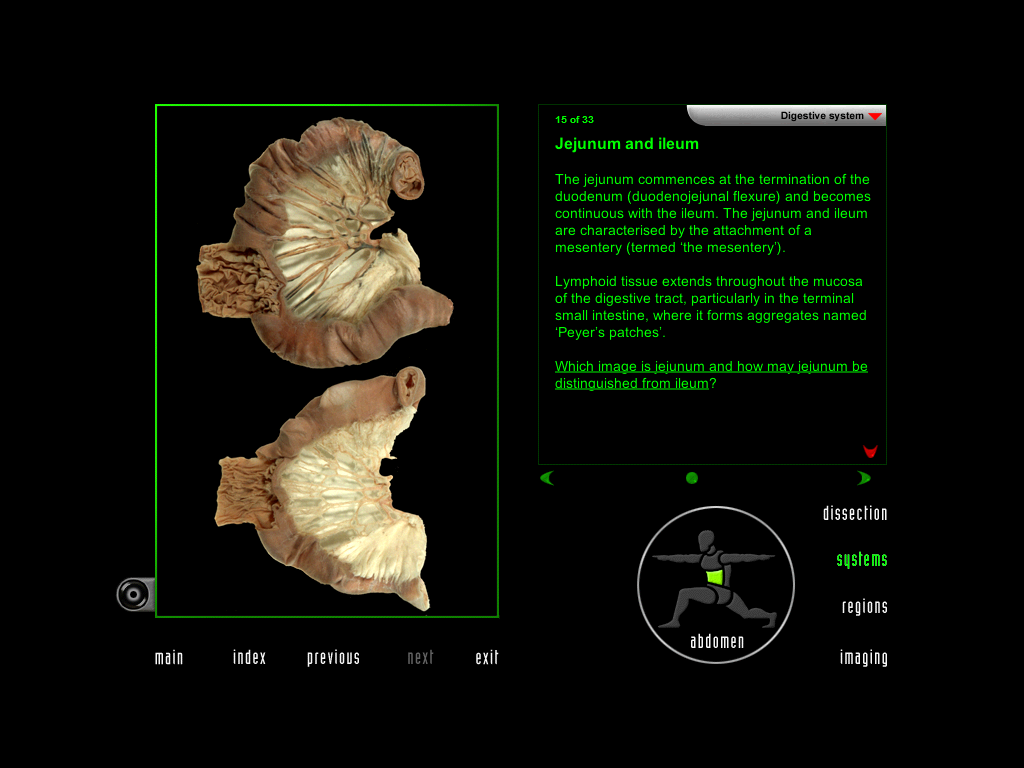 15 of 33
Digestive system
Jejunum and ileum
The jejunum commences at the termination of the
duodenum (duodenojejunal flexure) and becomes
continuous with the ileum. The jejunum and ileum
are characterised by the attachment of a
mesentery (termed ‘the mesentery’).
Lymphoid tissue extends throughout the mucosa
of the digestive tract, particularly in the terminal
small intestine, where it forms aggregates named
‘Peyer’s patches’.
Which image is jejunum and how may jejunum be
distinguished from ileum?
dissection
systems
regions
abdomen
imaging
main index previous next exit